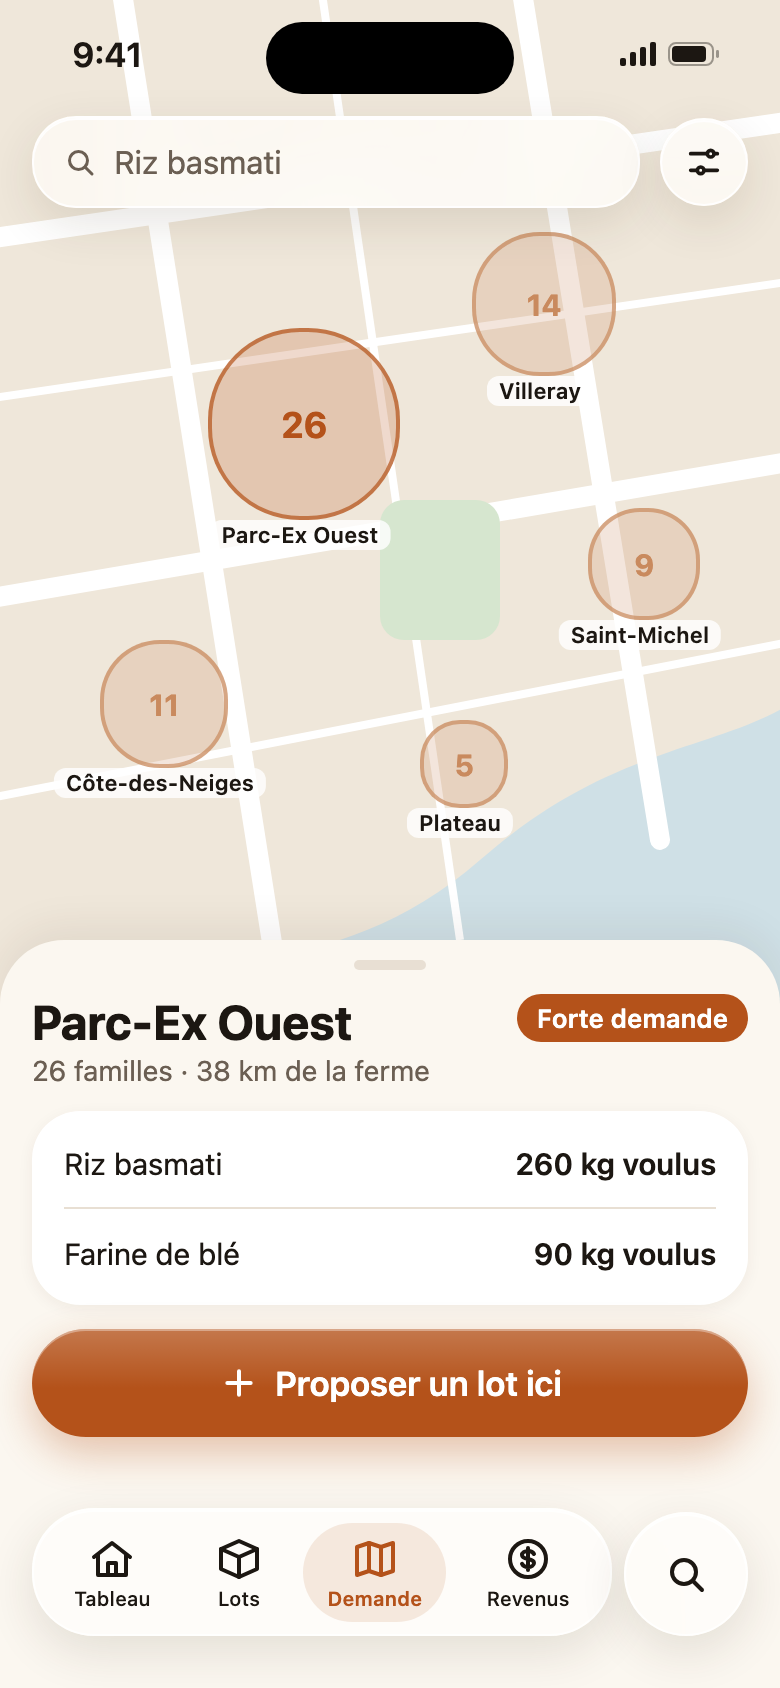 9:41
Riz basmati
14
Villeray
26
Parc-Ex Ouest
9
Saint-Michel
11
Côte-des-Neiges
5
Plateau
Parc-Ex Ouest
Forte demande
26 familles · 38 km de la ferme
Riz basmati
260 kg voulus
Farine de blé
90 kg voulus
Proposer un lot ici
Tableau
Lots
Demande
Revenus